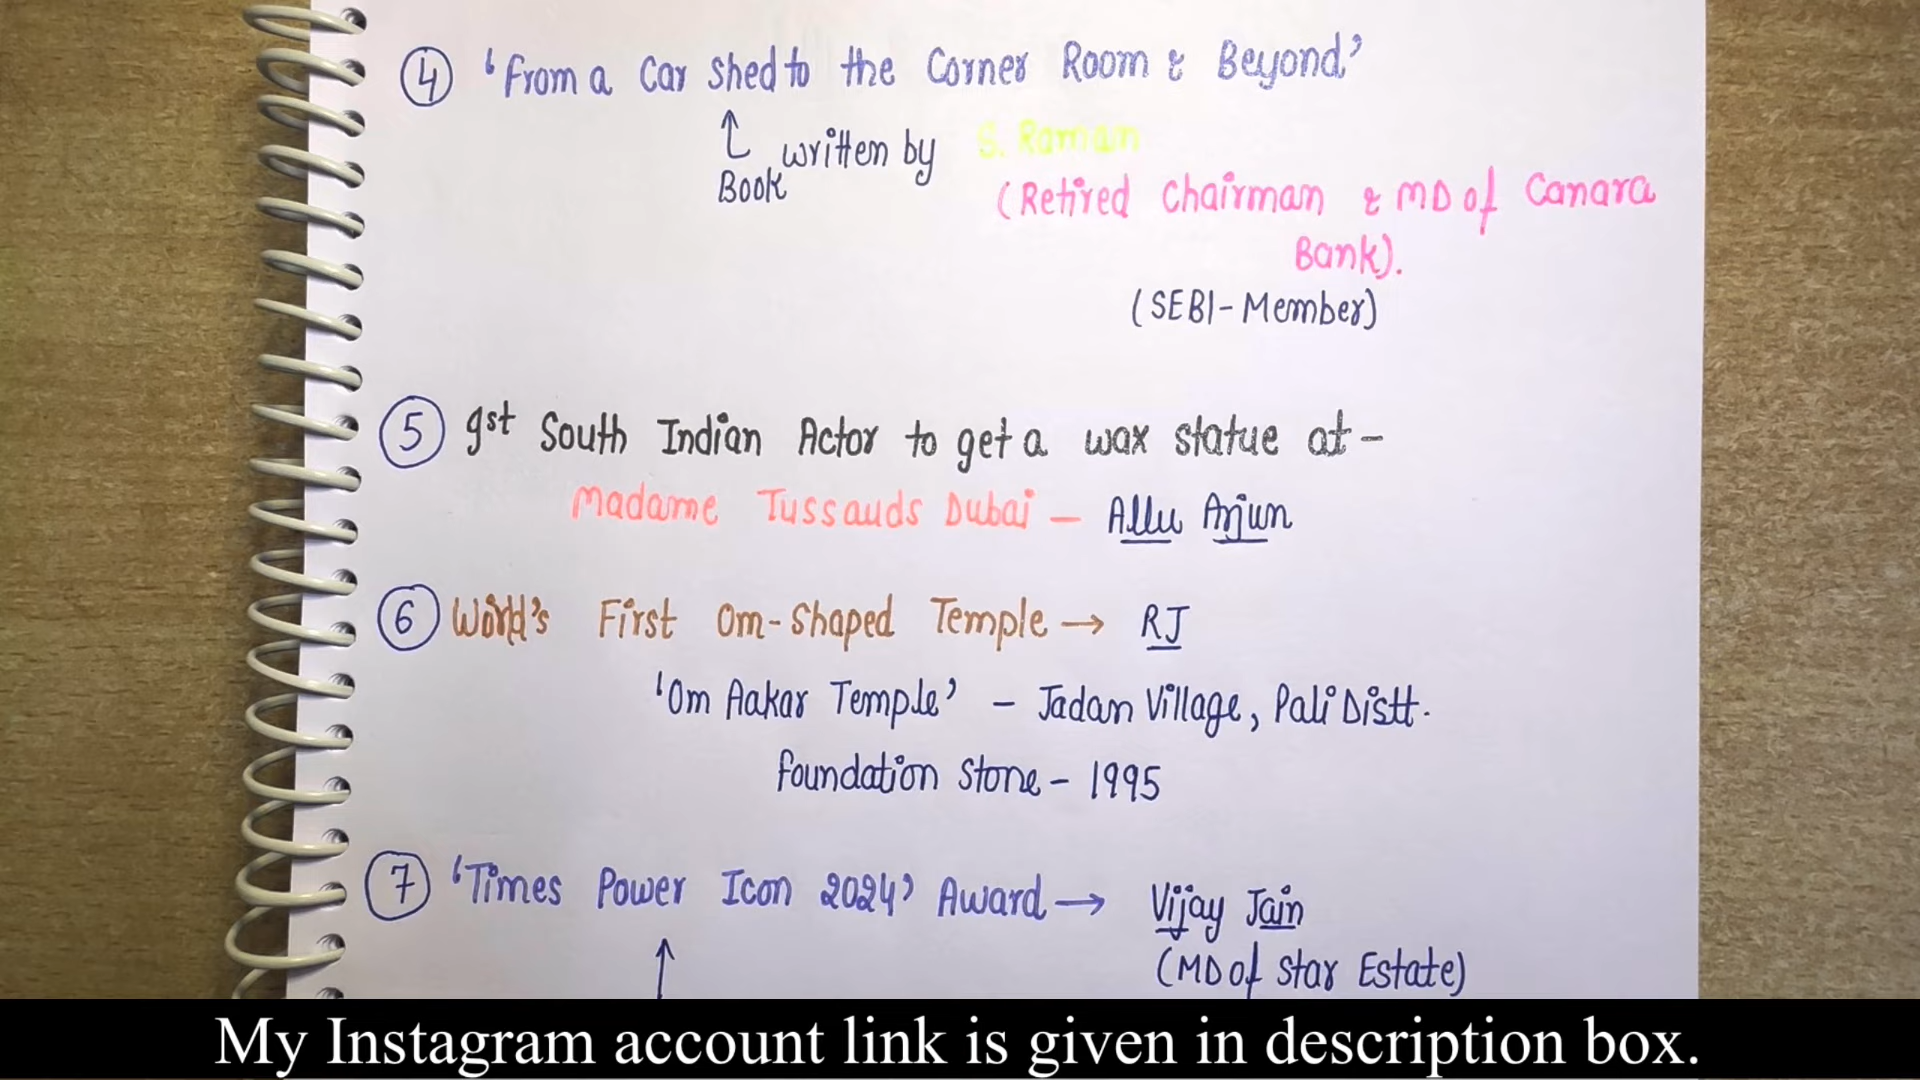 ④ 'From a Car Shed to the Corner Room & Beyond'
↑ Book written by S. Raman
(Retired Chairman & MD of Canara
Bank).
(SEBI-Member)
⑤ 9st South Indian Actor to get a wax statue at-
Madame Tussauds Dubai - Allu Arjun
⑥ World's First Om-Shaped Temple → RJ
'Om Aakar Temple' - Jadan Village, Pali Distt.
Foundation Stone - 1995
⑦ 'Times Power Icon 2024' Award → Vijay Jain
↑ (MD of Star Estate)
My Instagram account link is given in description box.